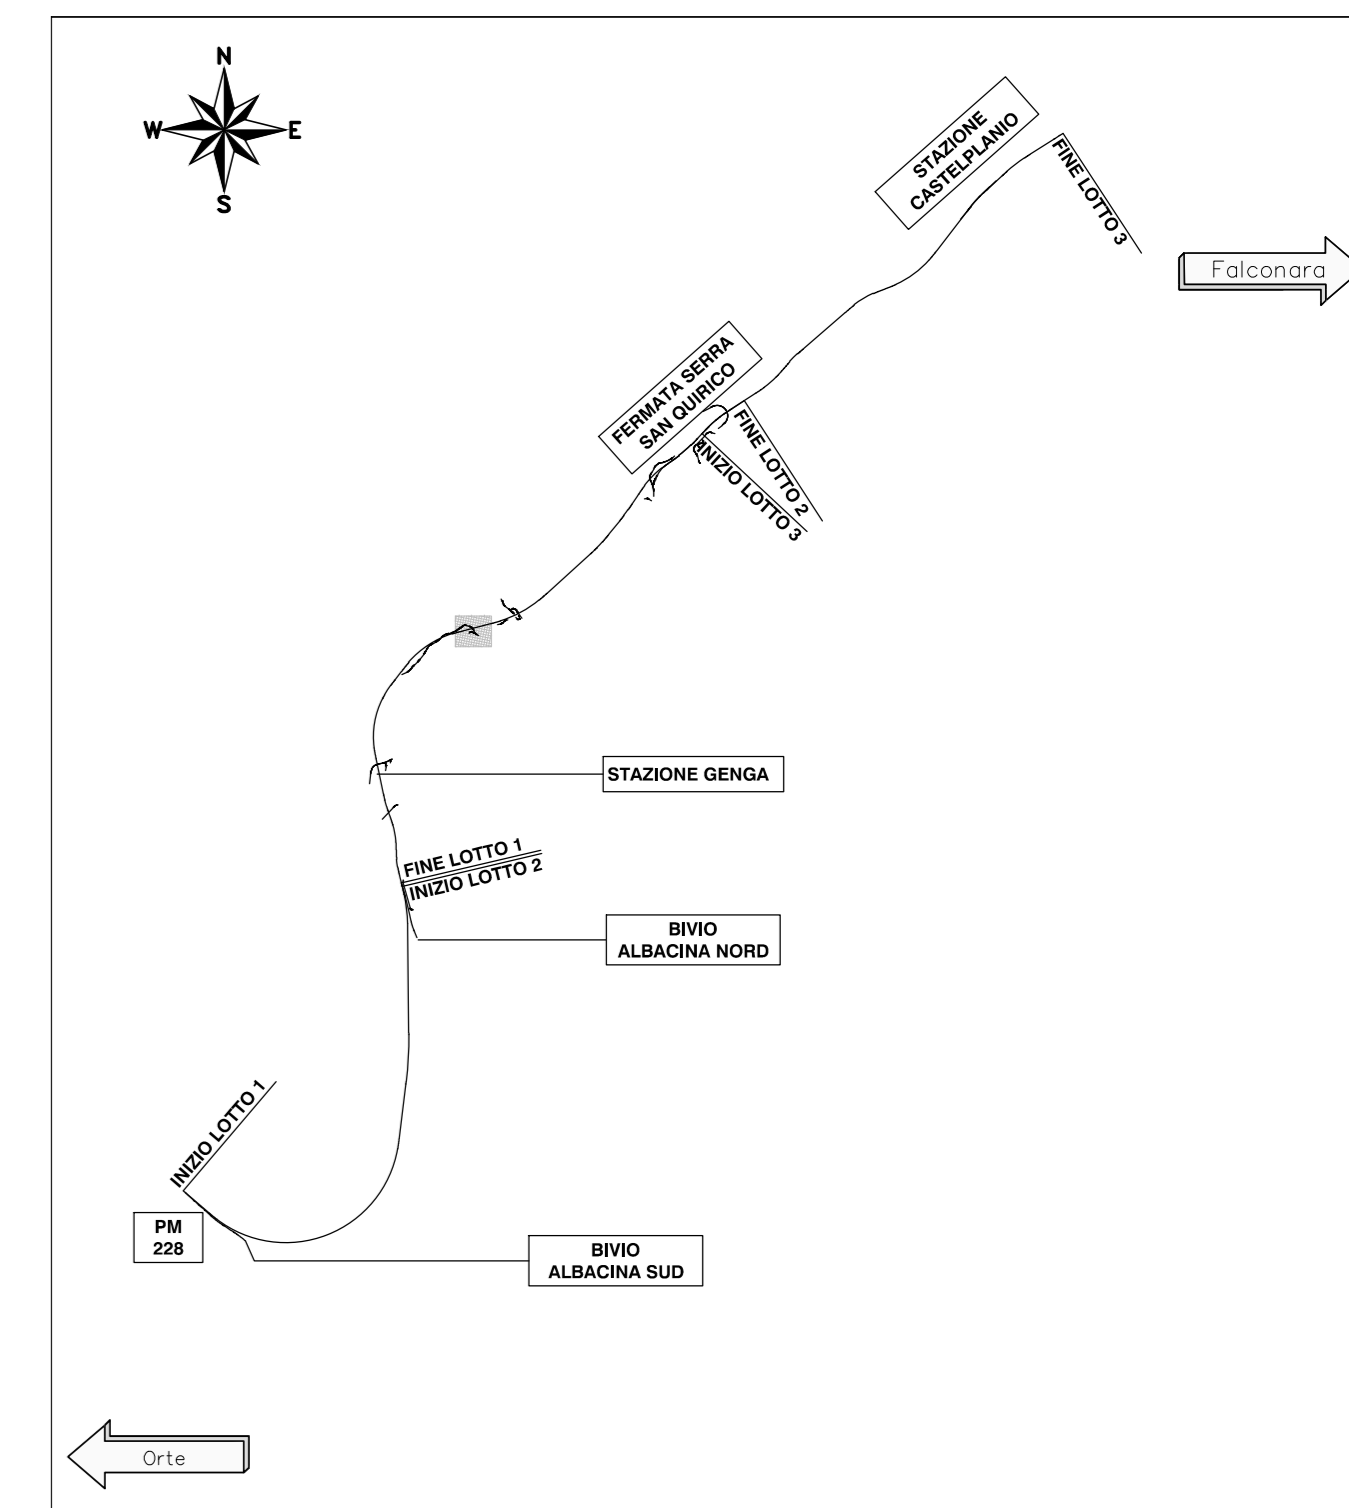 N
W
E
S
STAZIONE
CASTELPLANIO
FINE LOTTO 3
Falconara
FERMATA SERRA
SAN QUIRICO
FINE LOTTO 2
INIZIO LOTTO 3
STAZIONE GENGA
FINE LOTTO 1
INIZIO LOTTO 2
BIVIO
ALBACINA NORD
INIZIO LOTTO 1
PM
228
BIVIO
ALBACINA SUD
Orte